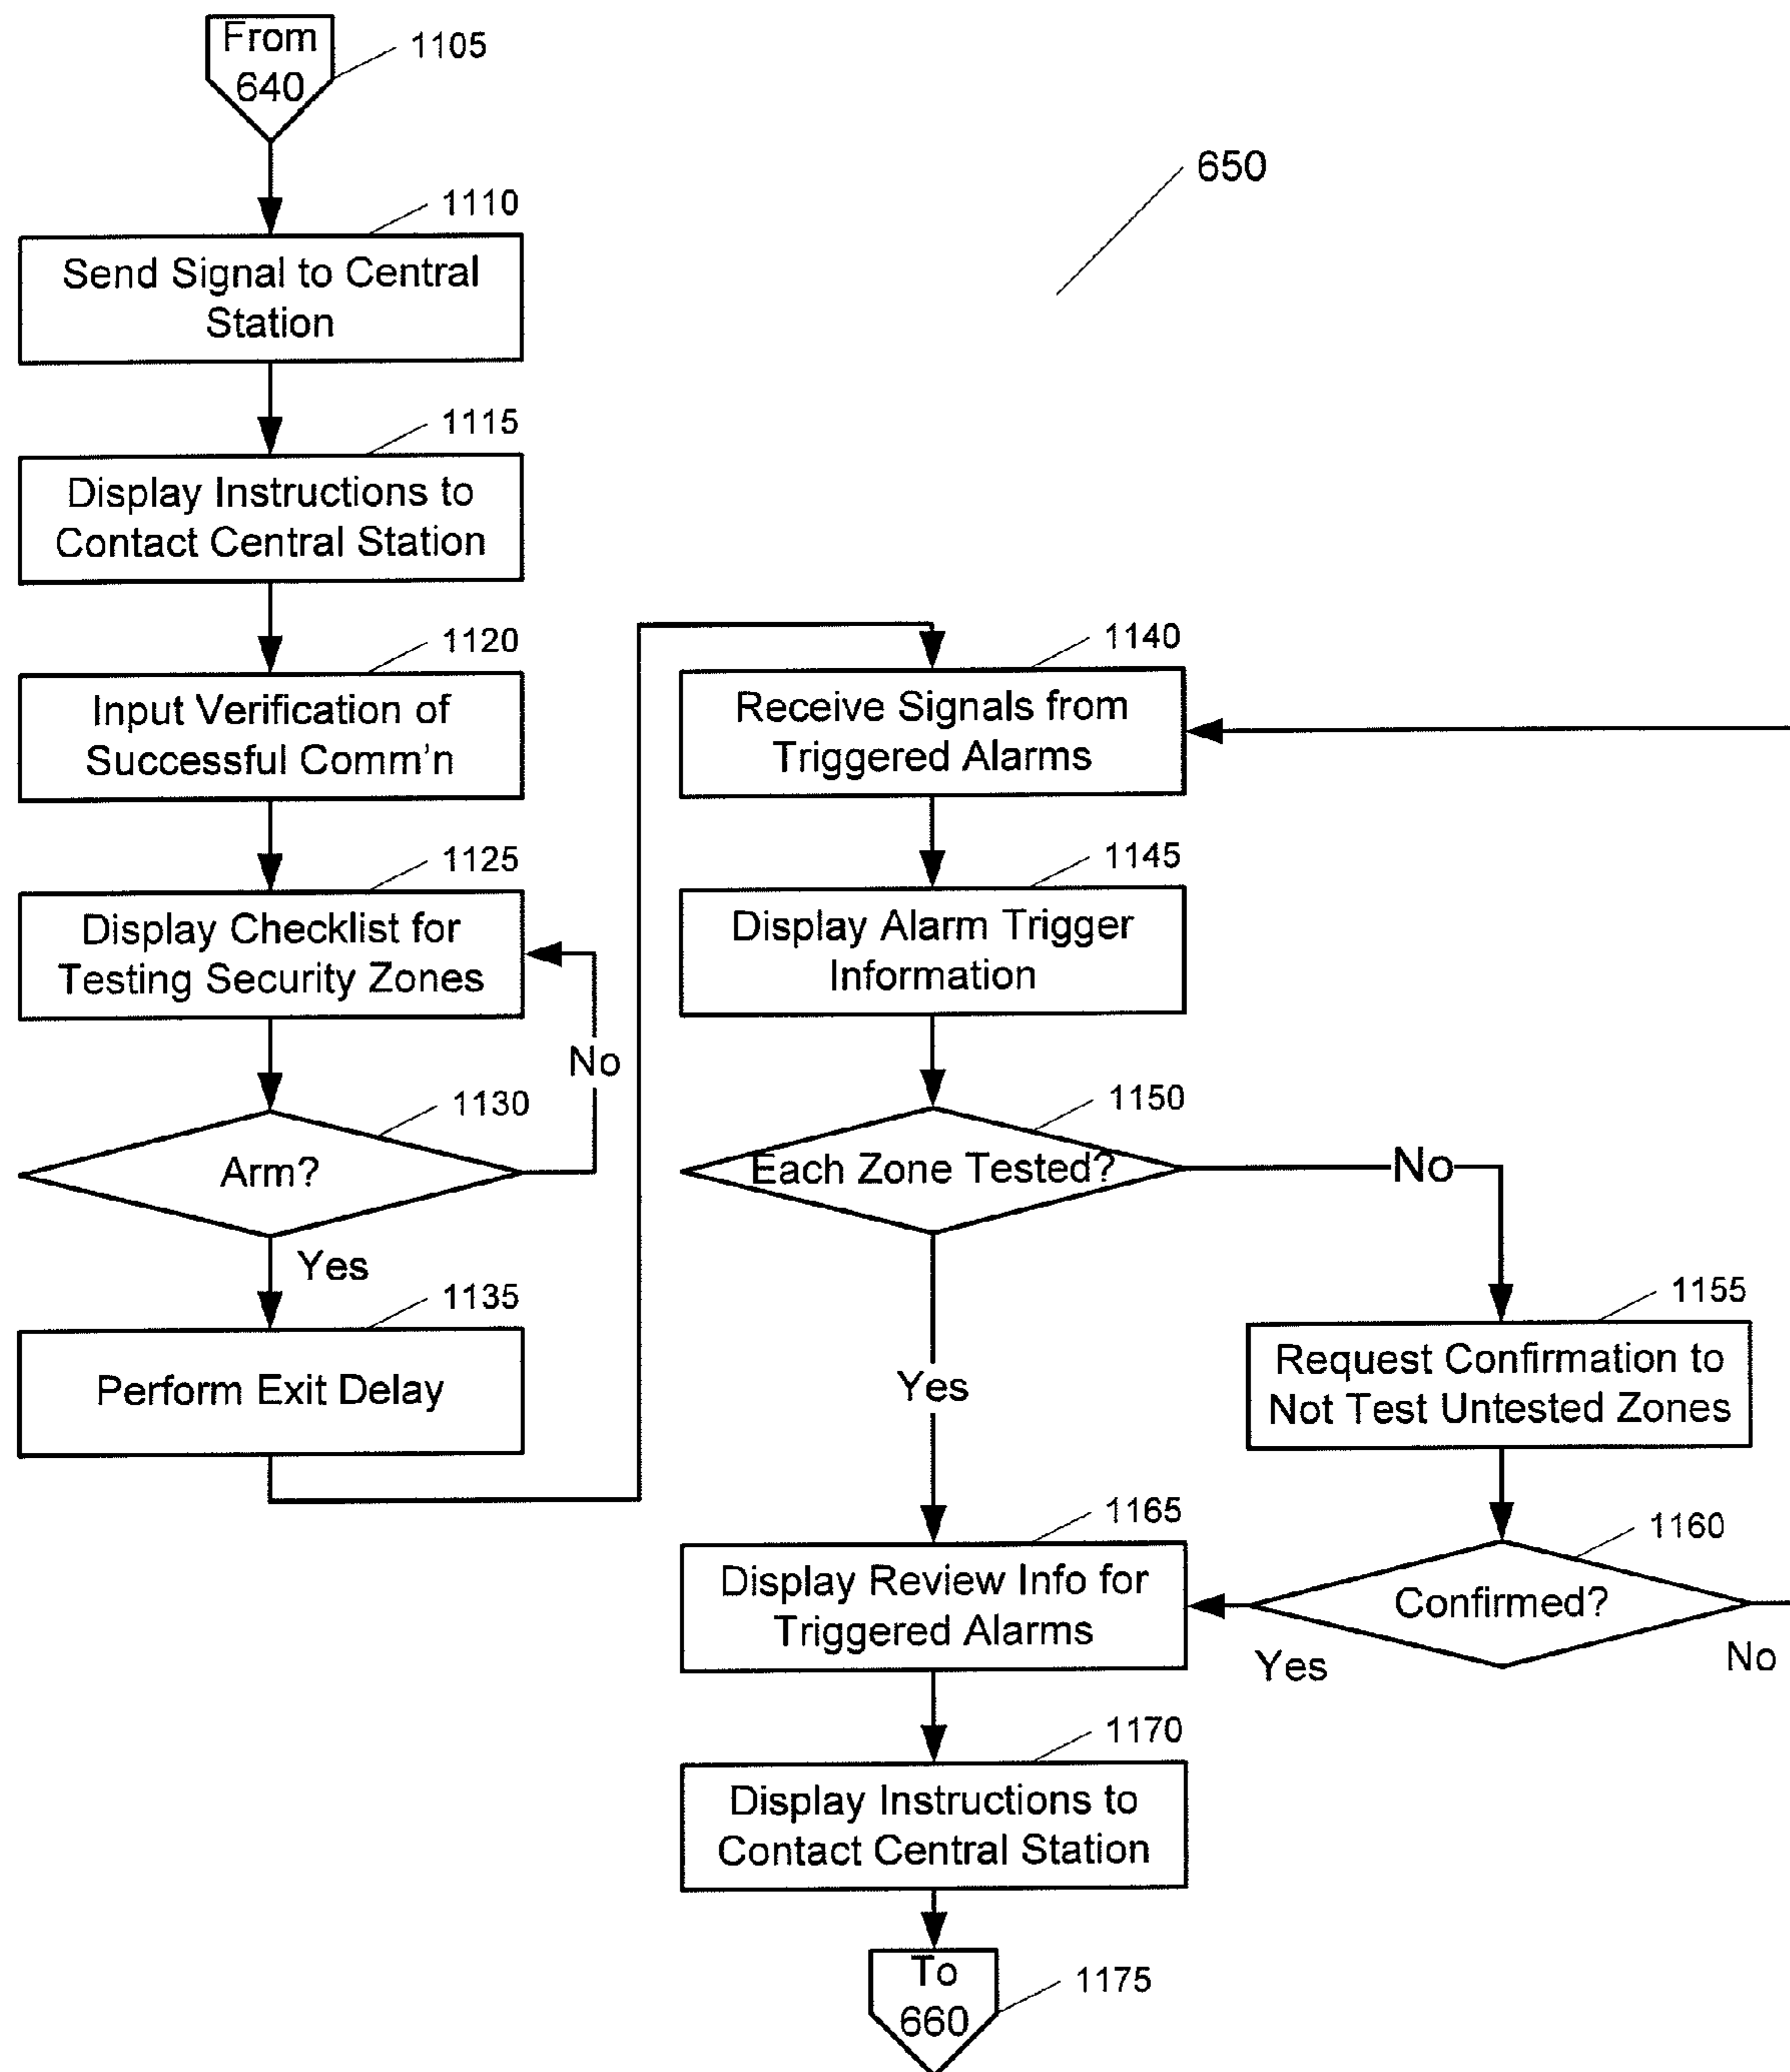 From
640
1105
650
1110
Send Signal to Central
Station
1115
Display Instructions to
Contact Central Station
1120
Input Verification of
Successful Comm'n
1125
Display Checklist for
Testing Security Zones
No
1130
Arm?
Yes
1135
Perform Exit Delay
1140
Receive Signals from
Triggered Alarms
1145
Display Alarm Trigger
Information
1150
Each Zone Tested?
No
Yes
1155
Request Confirmation to
Not Test Untested Zones
1160
Confirmed?
Yes
No
1165
Display Review Info for
Triggered Alarms
1170
Display Instructions to
Contact Central Station
To
660
1175